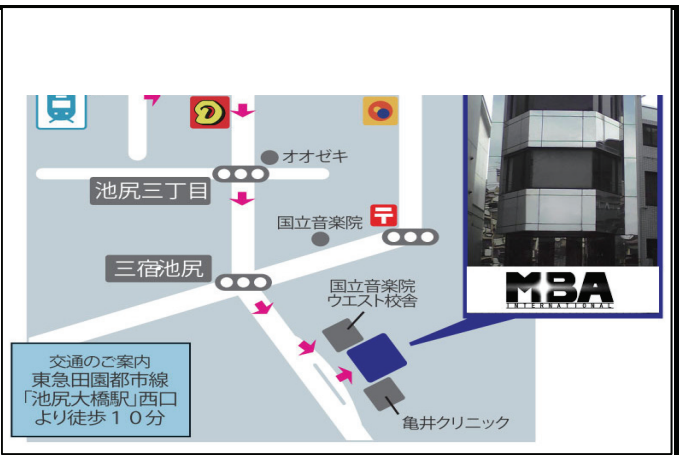 オオゼキ
池尻三丁目
国立音楽院
〒
三宿池尻
国立音楽院
ウエスト校舎
MBA
INTERNATIONAL
交通のご案内
東急田園都市線
「池尻大橋駅」西口
より徒歩10分
亀井クリニック